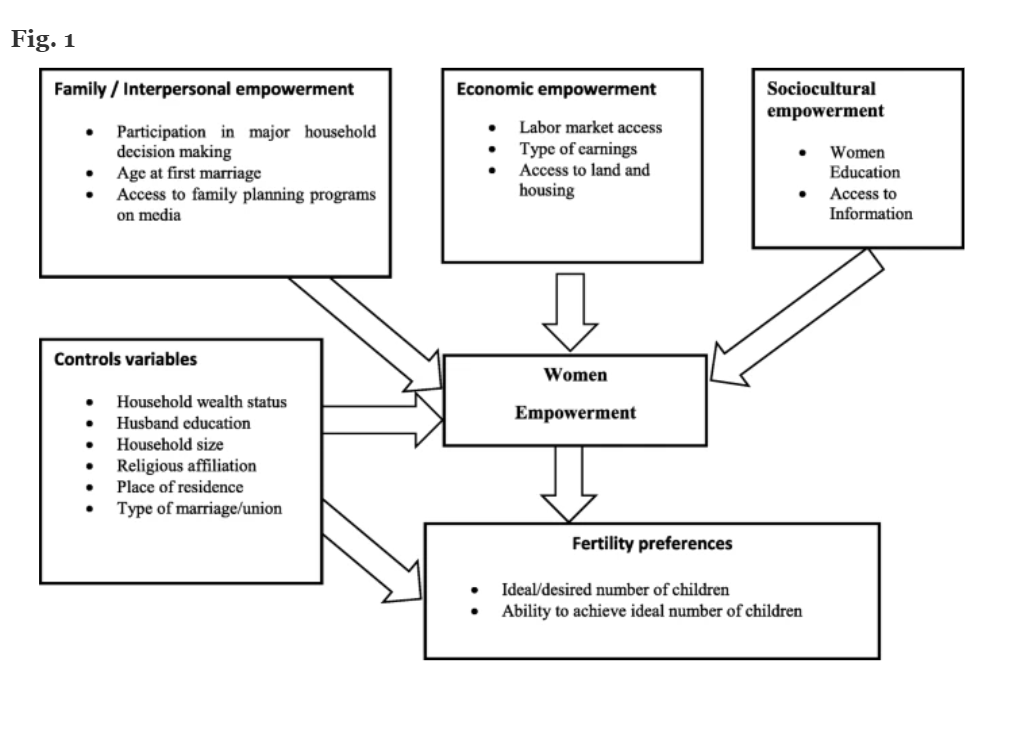 Fig. 1
Family / Interpersonal empowerment
• Participation in major household
decision making
• Age at first marriage
• Access to family planning programs
on media
Economic empowerment
• Labor market access
• Type of earnings
• Access to land and
housing
Sociocultural
empowerment
• Women
Education
• Access to
Information
Controls variables
• Household wealth status
• Husband education
• Household size
• Religious affiliation
• Place of residence
• Type of marriage/union
Women
Empowerment
Fertility preferences
• Ideal/desired number of children
• Ability to achieve ideal number of children